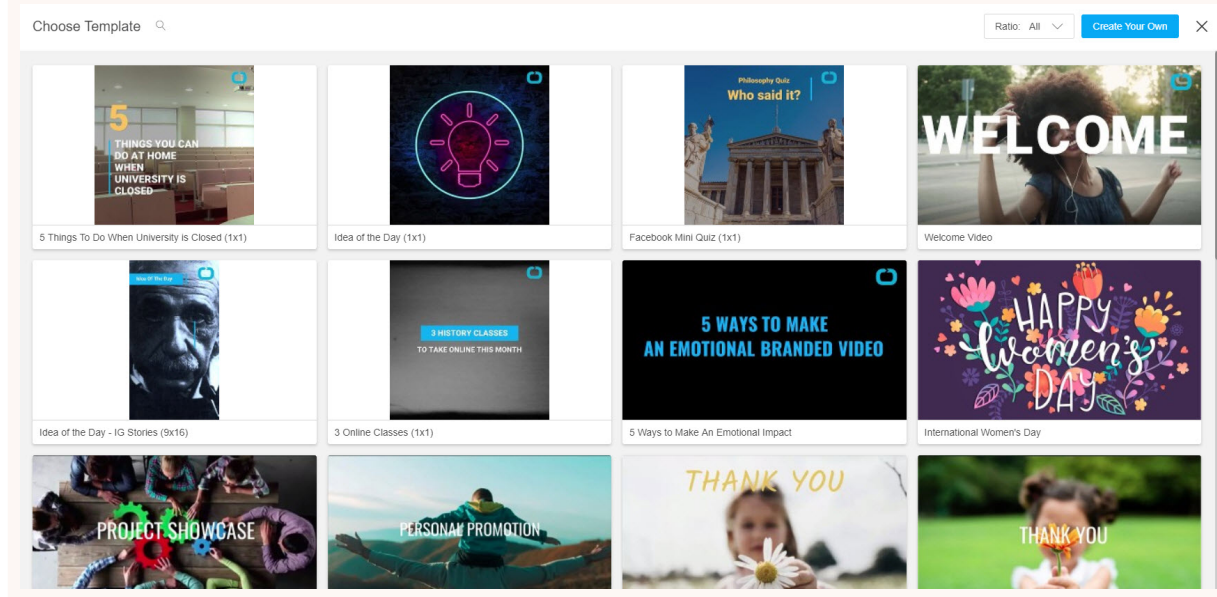 Choose Template
Ratio: All
Create Your Own
5
THINGS YOU CAN
DO AT HOME
WHEN
UNIVERSITY IS
CLOSED
5 Things To Do When University is Closed (1x1)
Idea of the Day (1x1)
Philosophy Quiz
Who said it?
Facebook Mini Quiz (1x1)
WELCOME
Welcome Video
Idea Of The Day
Idea of the Day - IG Stories (9x16)
3 HISTORY CLASSES
TO TAKE ONLINE THIS MONTH
3 Online Classes (1x1)
5 WAYS TO MAKE
AN EMOTIONAL BRANDED VIDEO
5 Ways to Make An Emotional Impact
HAPPY
Women's
DAY
International Women's Day
PROJECT SHOWCASE
PERSONAL PROMOTION
THANK YOU
THANK YOU